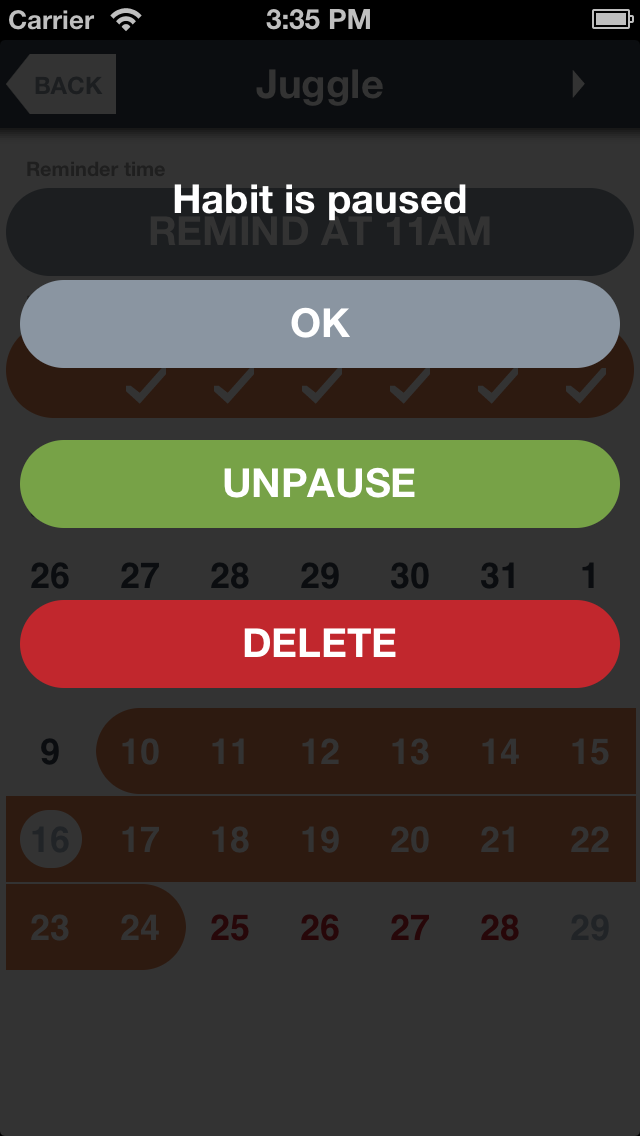 Carrier 3:35 PM
BACK Juggle
Reminder time
Habit is paused
REMIND AT 11AM
OK
UNPAUSE
26 27 28 29 30 31 1
DELETE
9 10 11 12 13 14 15
16 17 18 19 20 21 22
23 24 25 26 27 28 29